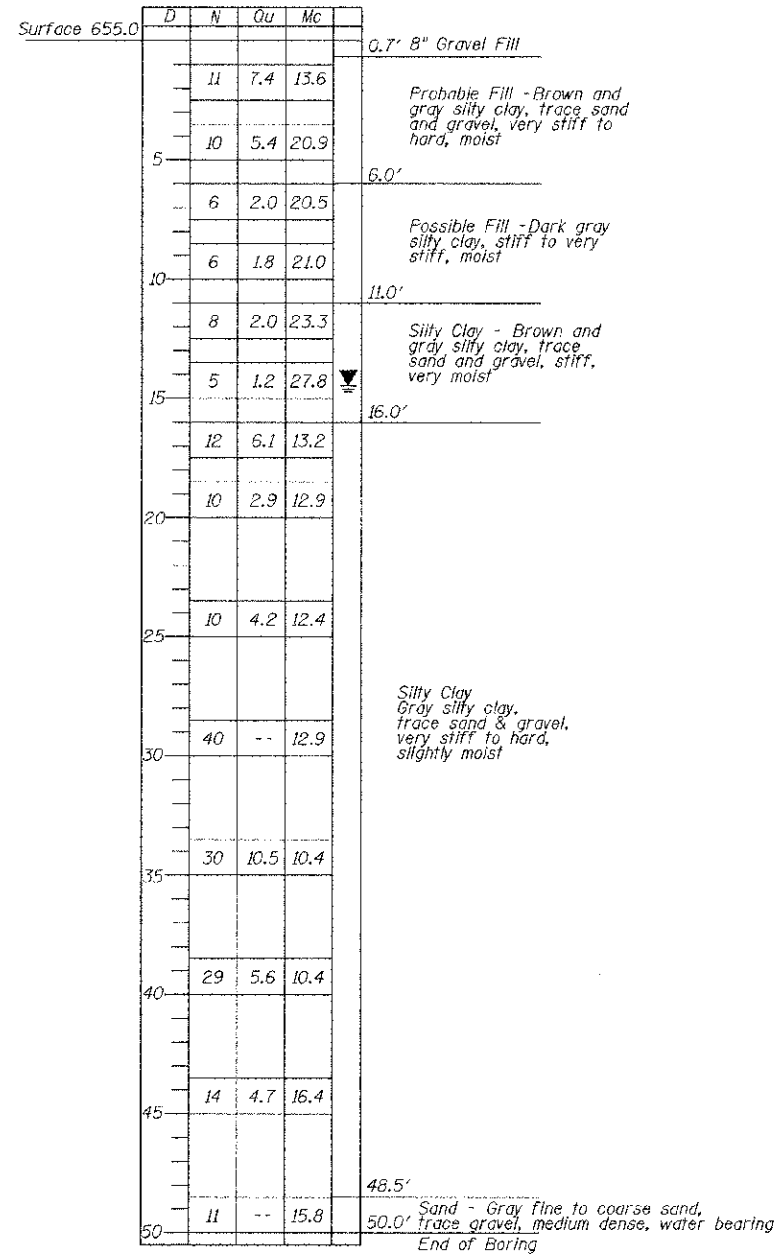 D N Qu Mc
Surface 655.0
0.7' 8" Gravel Fill
11 7.4 13.6
Probable Fill - Brown and
gray silty clay, trace sand
and gravel, very stiff to
hard, moist
10 5.4 20.9
5
6.0'
6 2.0 20.5
Possible Fill - Dark gray
silty clay, stiff to very
stiff, moist
6 1.8 21.0
10
11.0'
8 2.0 23.3
Silty Clay - Brown and
gray silty clay, trace
sand and gravel, stiff,
very moist
5 1.2 27.8
15
16.0'
12 6.1 13.2
10 2.9 12.9
20
10 4.2 12.4
25
Silty Clay
Gray silty clay,
trace sand & gravel,
very stiff to hard,
slightly moist
40 -- 12.9
30
30 10.5 10.4
35
29 5.6 10.4
40
14 4.7 16.4
45
48.5'
11 -- 15.8
Sand - Gray fine to coarse sand,
50 50.0' trace gravel, medium dense, water bearing
End of Boring